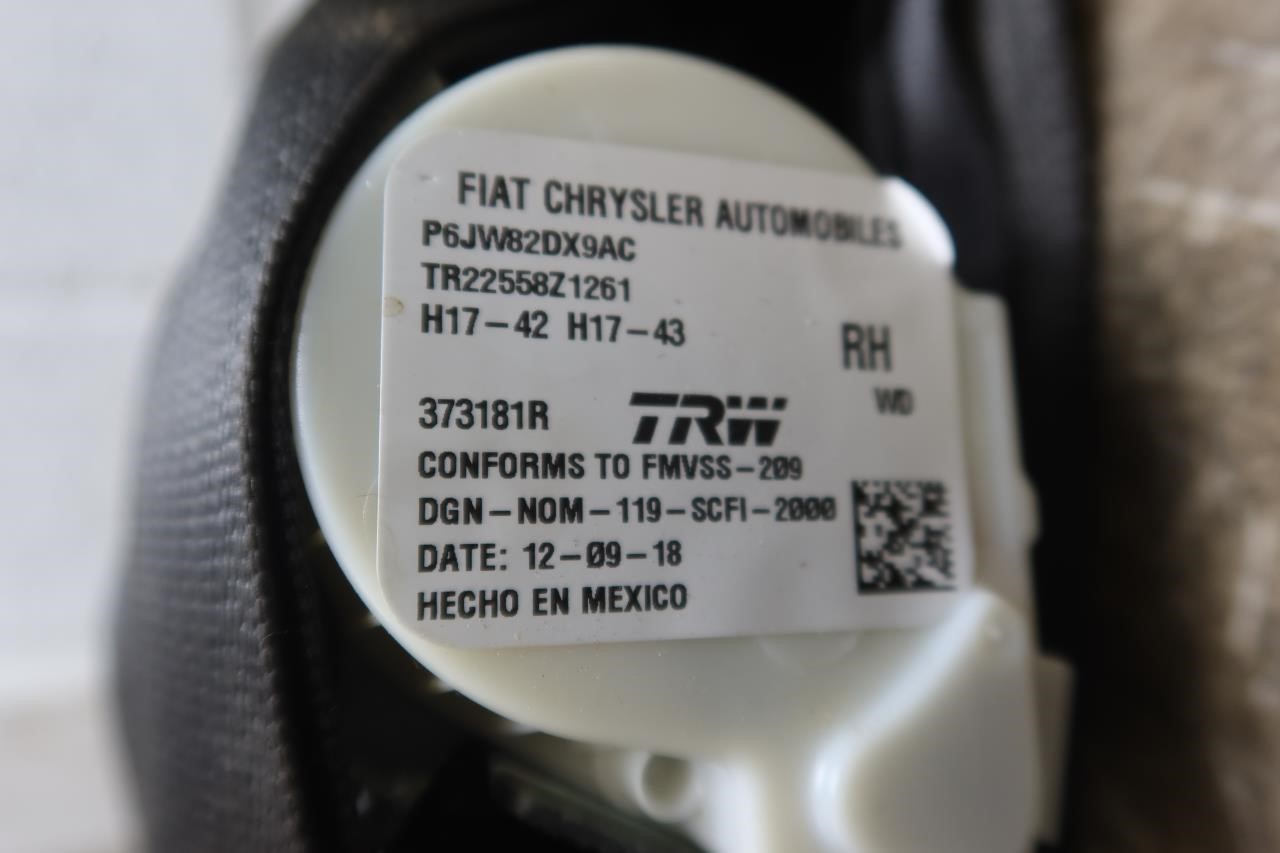 FIAT CHRYSLER AUTOMOBILES
P6JW82DX9AC
TR22558Z1261
H17-42 H17-43
RH
WD
373181R TRW
CONFORMS TO FMVSS-209
DGN-NOM-119-SCFI-2000
DATE: 12-09-18
HECHO EN MEXICO